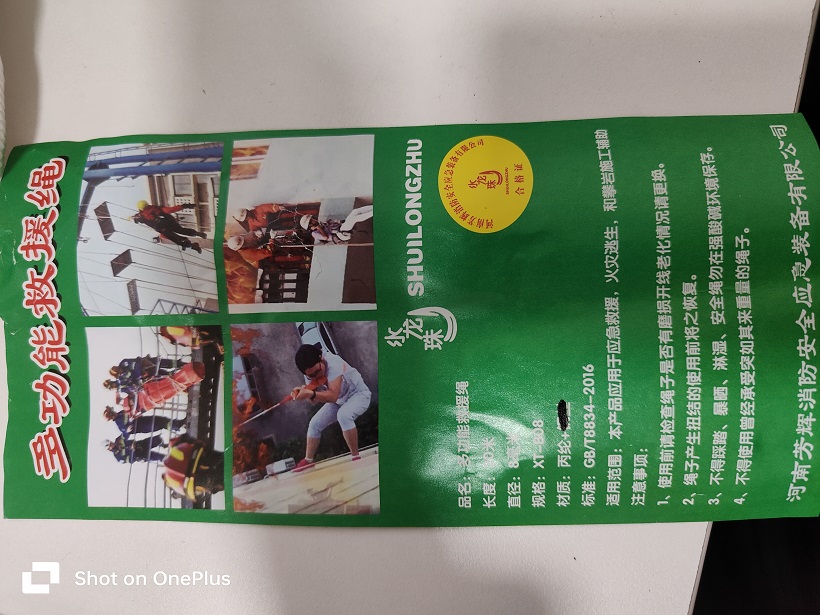 多功能救援绳
水龙珠 SHUILONGZHU
水龙珠
SHUILONGZHU
合格证
品名：多功能救援绳
长度：
直径：8
规格：XT-
材质：丙纶+
标准：GB/T8834-2016
适用范围：本产品应用于应急救援，火灾逃生，和攀岩施工辅助
注意事项：
1、使用前请检查绳子是否有磨损开线老化情况请更换。
2、绳子产生扭结的使用前将之恢复。
3、不得踩踏、暴晒、淋湿、安全绳勿在强酸碱环境保存。
4、不得使用曾经承受突如其来重量的绳子。
河南芳辉消防安全应急装备有限公司
Shot on OnePlus